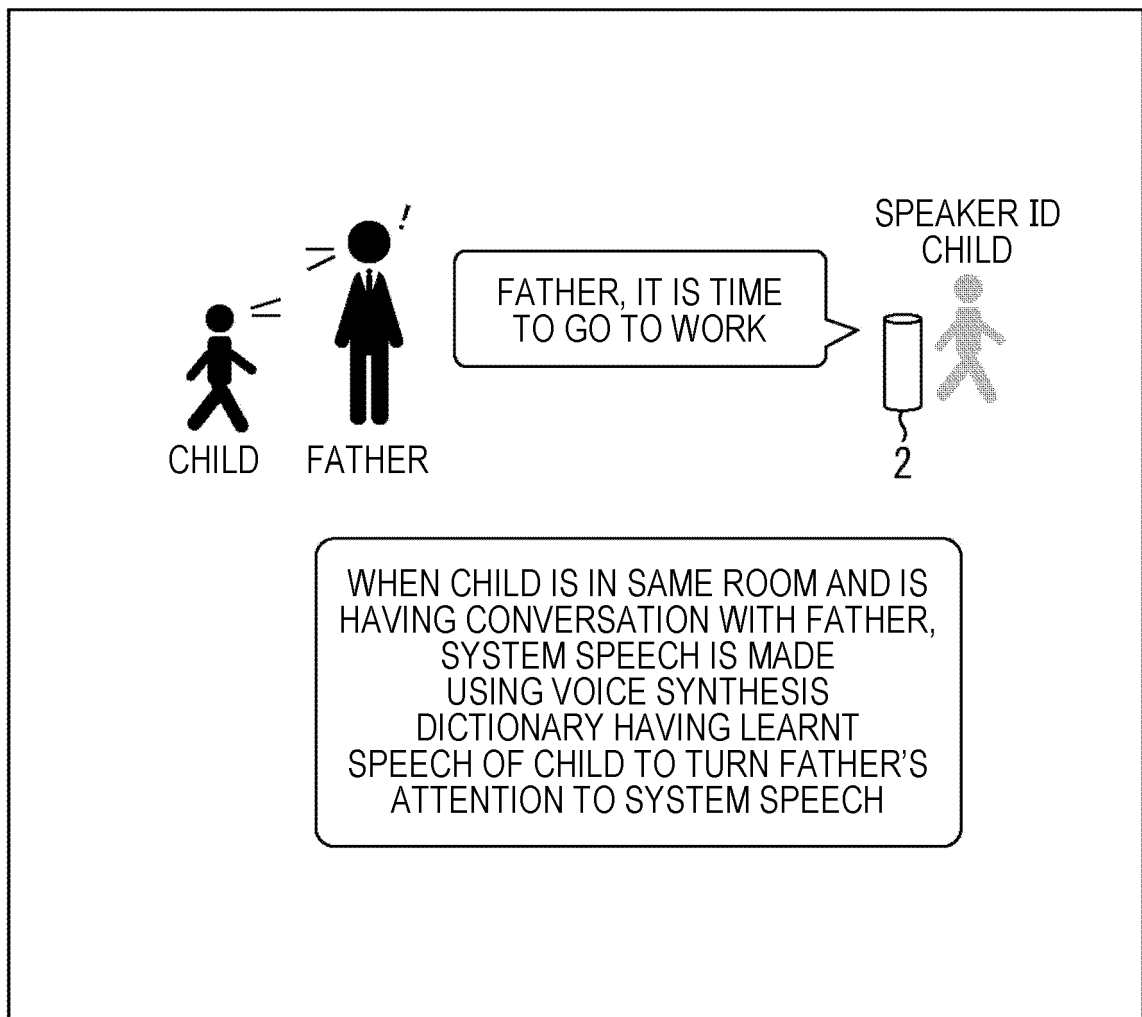 SPEAKER ID
CHILD
FATHER, IT IS TIME
TO GO TO WORK
!
CHILD
FATHER
2
WHEN CHILD IS IN SAME ROOM AND IS
HAVING CONVERSATION WITH FATHER,
SYSTEM SPEECH IS MADE
USING VOICE SYNTHESIS
DICTIONARY HAVING LEARNT
SPEECH OF CHILD TO TURN FATHER'S
ATTENTION TO SYSTEM SPEECH